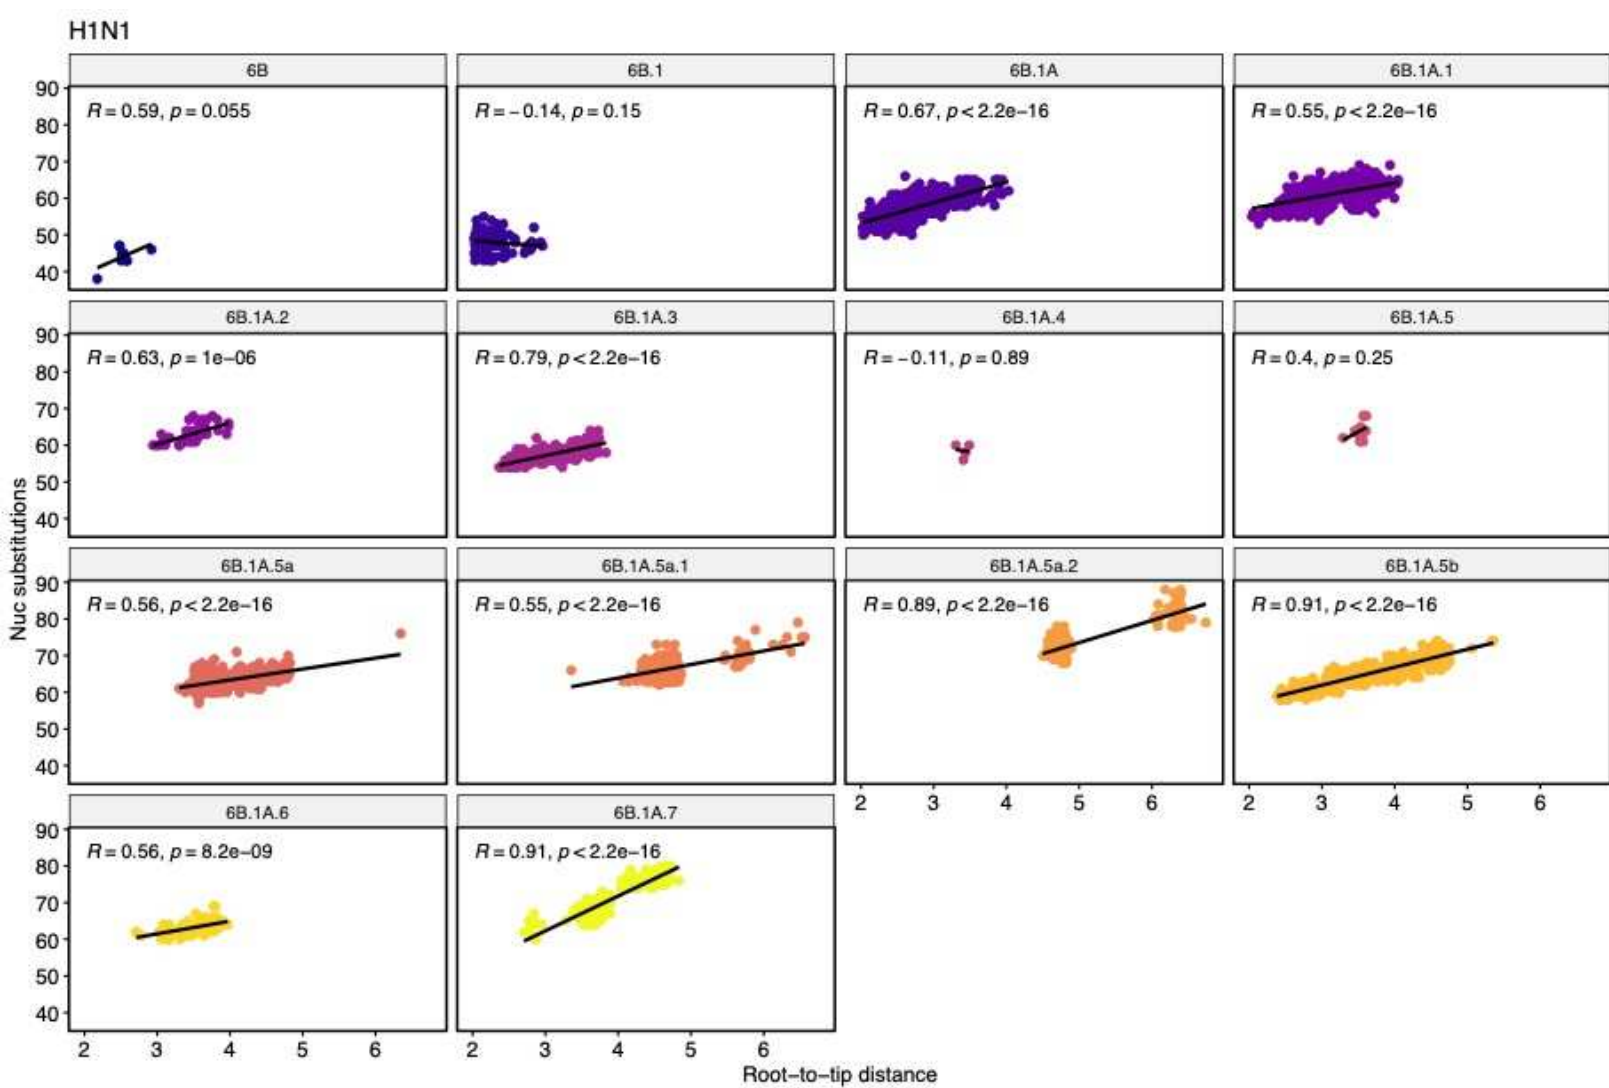 H1N1
6B 6B.1 6B.1A 6B.1A.1
R = 0.59, p = 0.055 R = −0.14, p = 0.15 R = 0.67, p < 2.2e−16 R = 0.55, p < 2.2e−16
90
80
70
60
50
40
6B.1A.2 6B.1A.3 6B.1A.4 6B.1A.5
R = 0.63, p = 1e−06 R = 0.79, p < 2.2e−16 R = −0.11, p = 0.89 R = 0.4, p = 0.25
90
80
70
60
50
40
Nuc substitutions
6B.1A.5a 6B.1A.5a.1 6B.1A.5a.2 6B.1A.5b
R = 0.56, p < 2.2e−16 R = 0.55, p < 2.2e−16 R = 0.89, p < 2.2e−16 R = 0.91, p < 2.2e−16
90
80
70
60
50
40
2 3 4 5 6 2 3 4 5 6
6B.1A.6 6B.1A.7
R = 0.56, p = 8.2e−09 R = 0.91, p < 2.2e−16
90
80
70
60
50
40
2 3 4 5 6 2 3 4 5 6
Root−to−tip distance